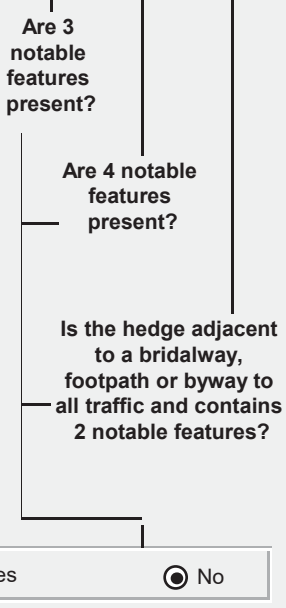 Are 3
notable
features
present?
Are 4 notable
features
present?
Is the hedge adjacent
to a bridalway,
footpath or byway to
all traffic and contains
2 notable features?
es
No